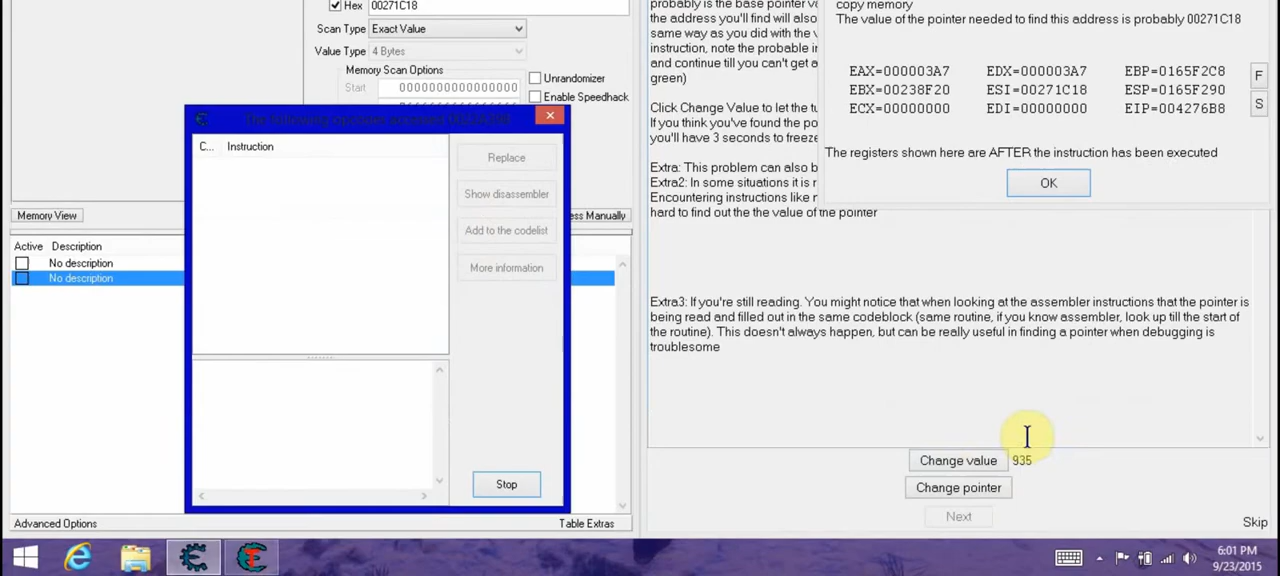 Hex 00271C18
Scan Type Exact Value
Value Type 4 Bytes
Memory Scan Options
Start 0000000000000000
Unrandomizer
Enable Speedhack
The following opcodes accessed
C... Instruction
Replace
Show disassembler
Add to the codelist
More information
Stop
Memory View
ess Manually
Active Description
No description
No description
Advanced Options
Table Extras
probably is the base pointer v
the address you'll find will also
same way as you did with the v
instruction, note the probable in
and continue till you can't get a
green)
Click Change Value to let the tu
If you think you've found the po
you'll have 3 seconds to freeze
Extra: This problem can also b
Extra2: In some situations it is r
Encountering instructions like r
hard to find out the the value of the pointer
Extra3: If you're still reading. You might notice that when looking at the assembler instructions that the pointer is
being read and filled out in the same codeblock (same routine, if you know assembler, look up till the start of
the routine). This doesn't always happen, but can be really useful in finding a pointer when debugging is
troublesome
copy memory
The value of the pointer needed to find this address is probably 00271C18
EAX=000003A7 EDX=000003A7 EBP=0165F2C8
EBX=00238F20 ESI=00271C18 ESP=0165F290
ECX=00000000 EDI=00000000 EIP=004276B8
F
S
The registers shown here are AFTER the instruction has been executed
OK
Change value 935
Change pointer
Next
Skip
6:01 PM
9/23/2015